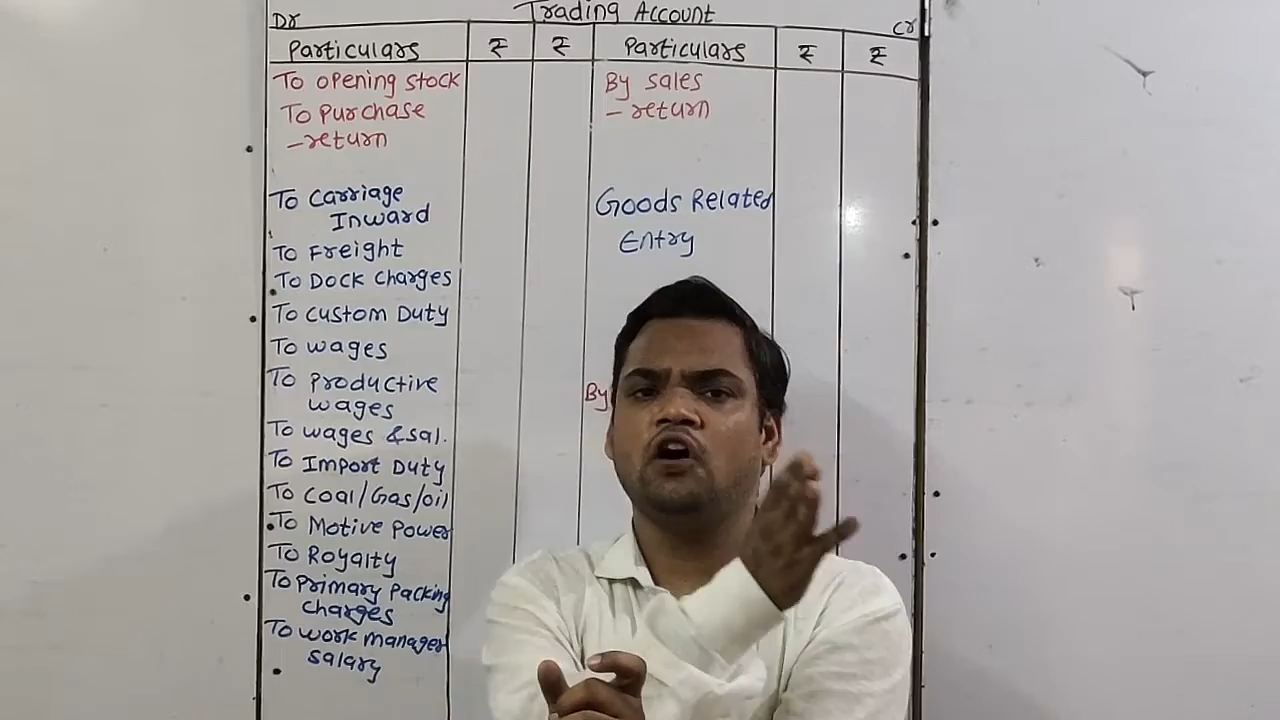 Trading Account
Dr
Cr
Particulars ₹ ₹ Particulars ₹ ₹
To opening stock
To Purchase
- return
To Carriage
Inward
To Freight
To Dock Charges
To Custom Duty
To wages
To Productive
wages
To wages & sal.
To Import Duty
To Coal/Gas/oil
To Motive Power
To Royalty
To Primary Packing
Charges
To work manager
salary
By sales
- return
Goods Related
Entry
By